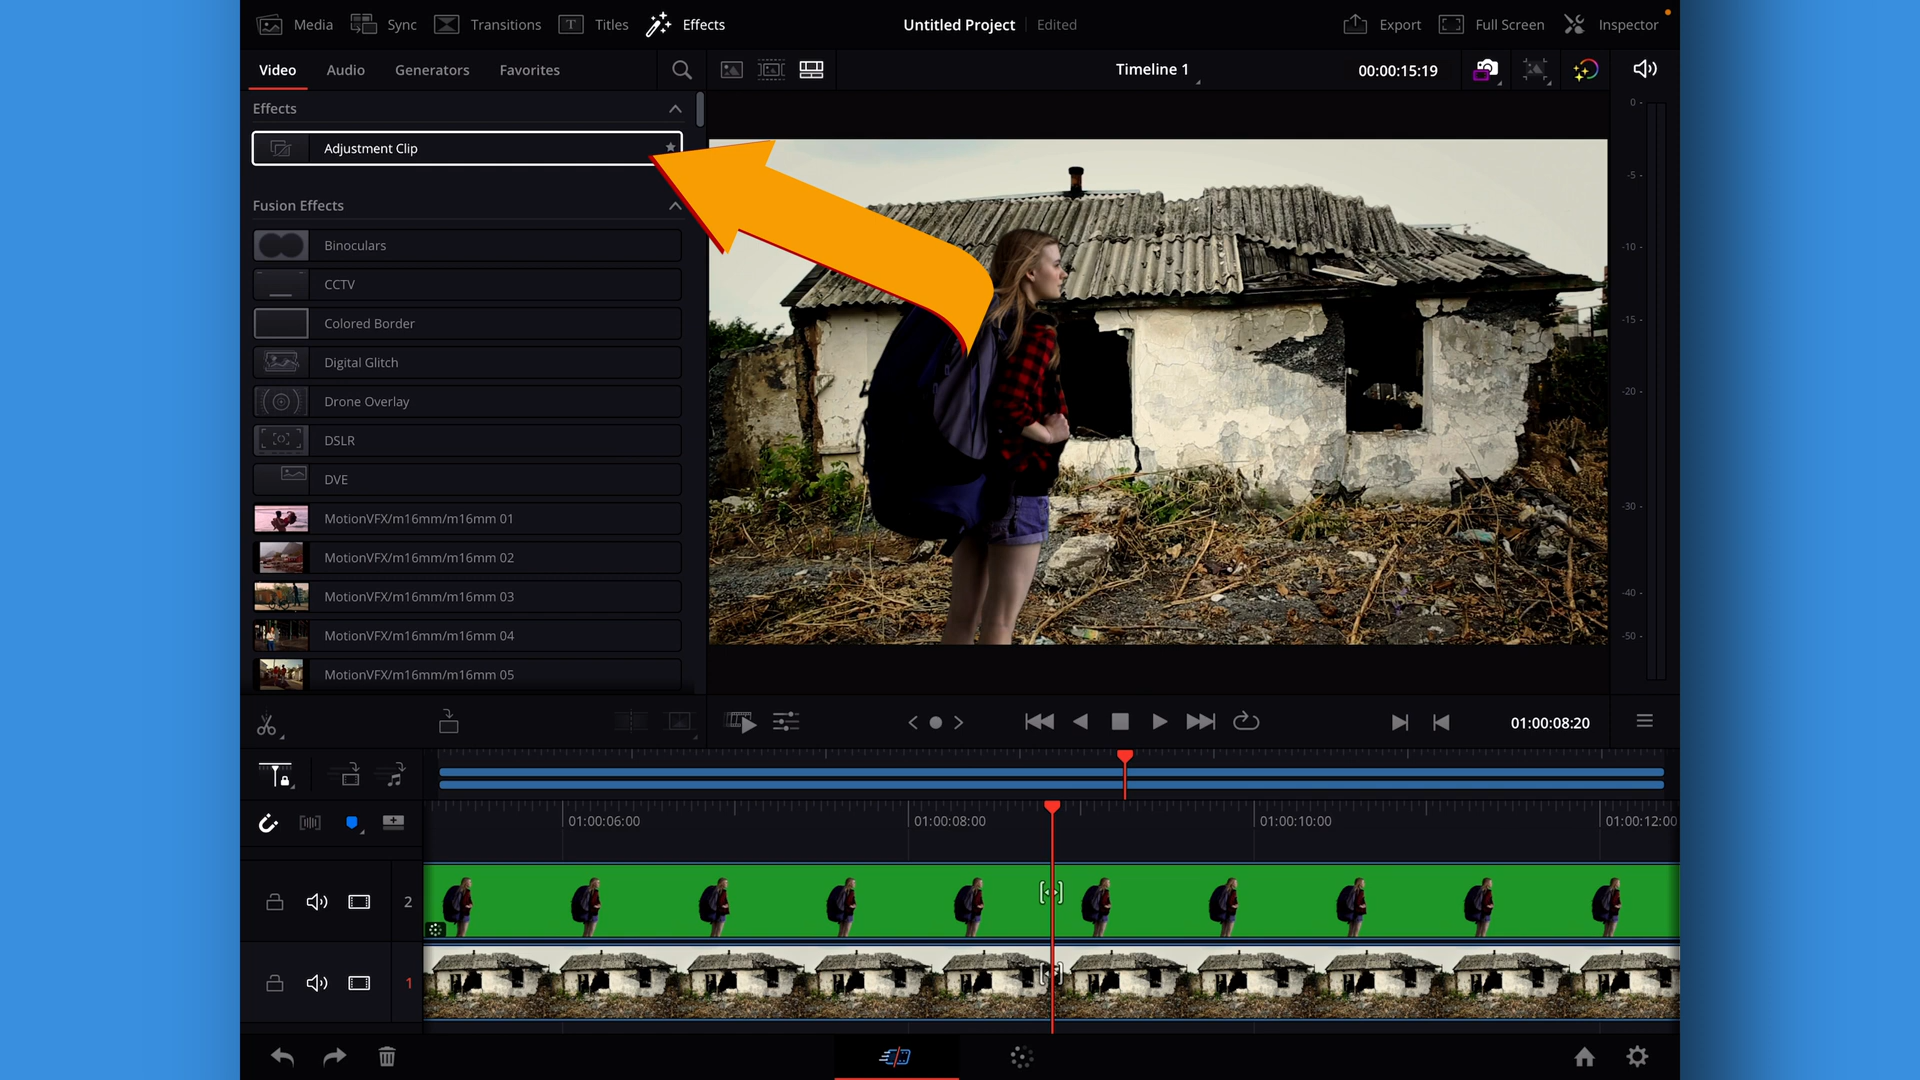 Media Sync Transitions Titles Effects Untitled Project Edited Export Full Screen Inspector
Video Audio Generators Favorites Timeline 1 00:00:15:19
Effects
Adjustment Clip
Fusion Effects
Binoculars
CCTV
Colored Border
Digital Glitch
Drone Overlay
DSLR
DVE
MotionVFX/m16mm/m16mm 01
MotionVFX/m16mm/m16mm 02
MotionVFX/m16mm/m16mm 03
MotionVFX/m16mm/m16mm 04
MotionVFX/m16mm/m16mm 05
0 -
-5 -
-10 -
-15 -
-20 -
-30 -
-40 -
-50 -
01:00:08:20
01:00:06:00 01:00:08:00 01:00:10:00 01:00:12:00
2
1